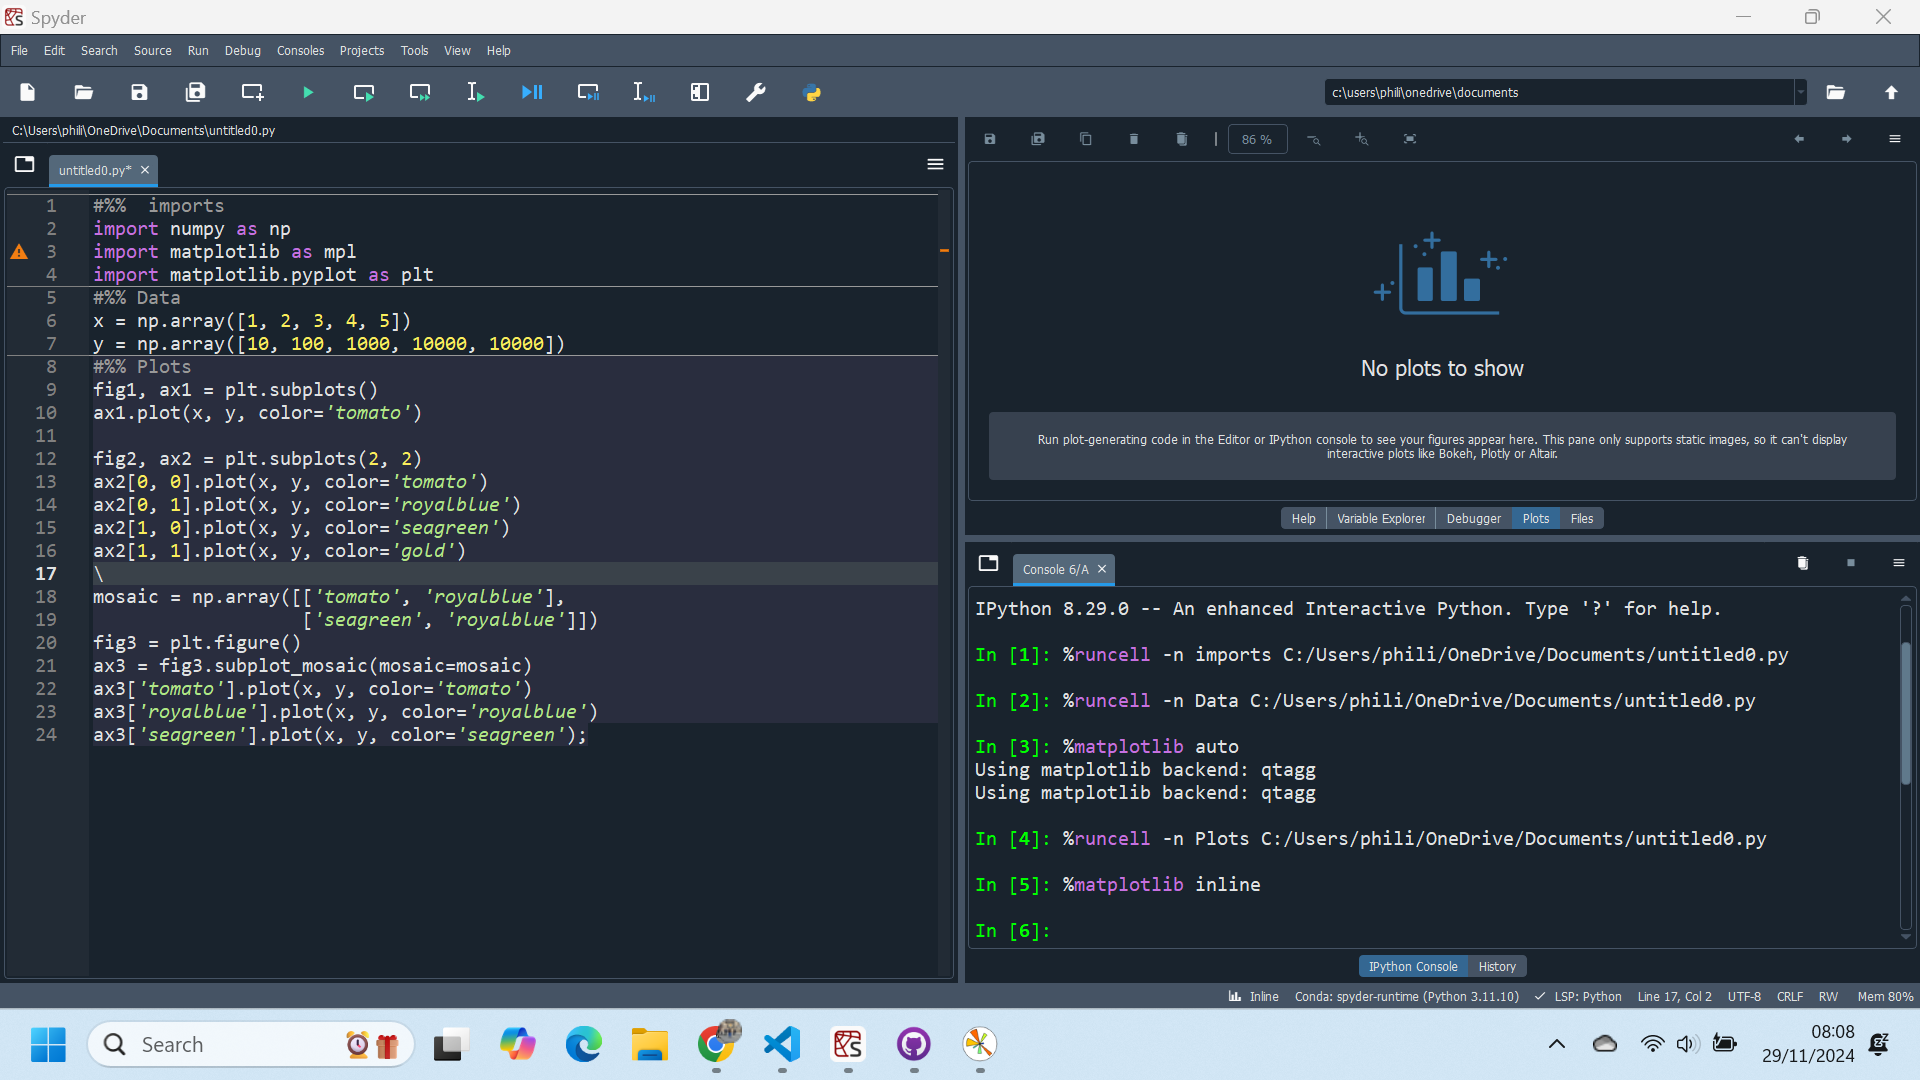 Spyder
File Edit Search Source Run Debug Consoles Projects Tools View Help
c:\users\phili\onedrive\documents
C:\Users\phili\OneDrive\Documents\untitled0.py
untitled0.py*
1 #%%  imports
2 import numpy as np
3 import matplotlib as mpl
4 import matplotlib.pyplot as plt
5 #%% Data
6 x = np.array([1, 2, 3, 4, 5])
7 y = np.array([10, 100, 1000, 10000, 10000])
8 #%% Plots
9 fig1, ax1 = plt.subplots()
10 ax1.plot(x, y, color='tomato')
11
12 fig2, ax2 = plt.subplots(2, 2)
13 ax2[0, 0].plot(x, y, color='tomato')
14 ax2[0, 1].plot(x, y, color='royalblue')
15 ax2[1, 0].plot(x, y, color='seagreen')
16 ax2[1, 1].plot(x, y, color='gold')
17 \
18 mosaic = np.array([['tomato', 'royalblue'],
19                    ['seagreen', 'royalblue']])
20 fig3 = plt.figure()
21 ax3 = fig3.subplot_mosaic(mosaic=mosaic)
22 ax3['tomato'].plot(x, y, color='tomato')
23 ax3['royalblue'].plot(x, y, color='royalblue')
24 ax3['seagreen'].plot(x, y, color='seagreen');
86 %
No plots to show
Run plot-generating code in the Editor or IPython console to see your figures appear here. This pane only supports static images, so it can't display
interactive plots like Bokeh, Plotly or Altair.
Help Variable Explorer Debugger Plots Files
Console 6/A
IPython 8.29.0 -- An enhanced Interactive Python. Type '?' for help.
In [1]: %runcell -n imports C:/Users/phili/OneDrive/Documents/untitled0.py
In [2]: %runcell -n Data C:/Users/phili/OneDrive/Documents/untitled0.py
In [3]: %matplotlib auto
Using matplotlib backend: qtagg
Using matplotlib backend: qtagg
In [4]: %runcell -n Plots C:/Users/phili/OneDrive/Documents/untitled0.py
In [5]: %matplotlib inline
In [6]:
IPython Console History
Inline Conda: spyder-runtime (Python 3.11.10) LSP: Python Line 17, Col 2 UTF-8 CRLF RW Mem 80%
Search
08:08
29/11/2024